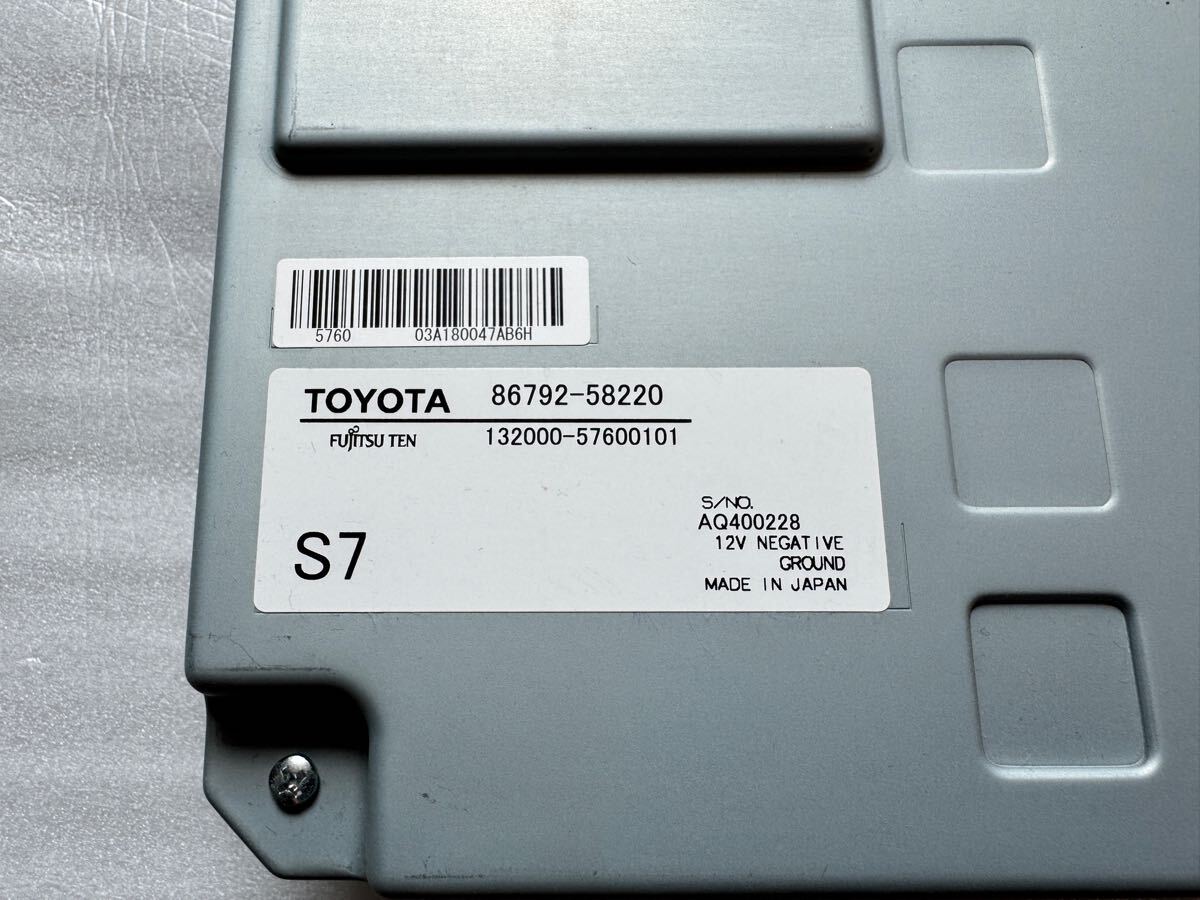 5760 03A180047AB6H
TOYOTA 86792-58220
FUJITSU TEN 132000-57600101
S/NO.
AQ400228
12V NEGATIVE
GROUND
MADE IN JAPAN
S7